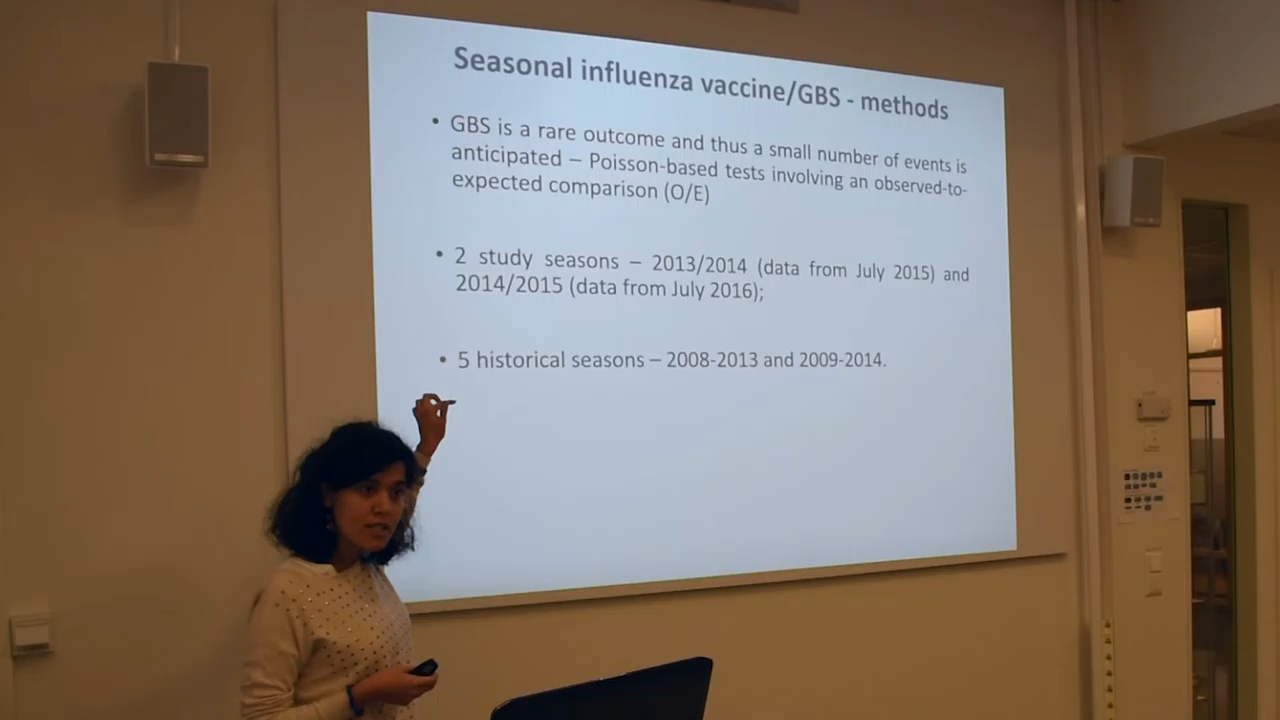 Seasonal influenza vaccine/GBS - methods
• GBS is a rare outcome and thus a small number of events is
anticipated – Poisson-based tests involving an observed-to-
expected comparison (O/E)
• 2 study seasons – 2013/2014 (data from July 2015) and
2014/2015 (data from July 2016);
• 5 historical seasons – 2008-2013 and 2009-2014.